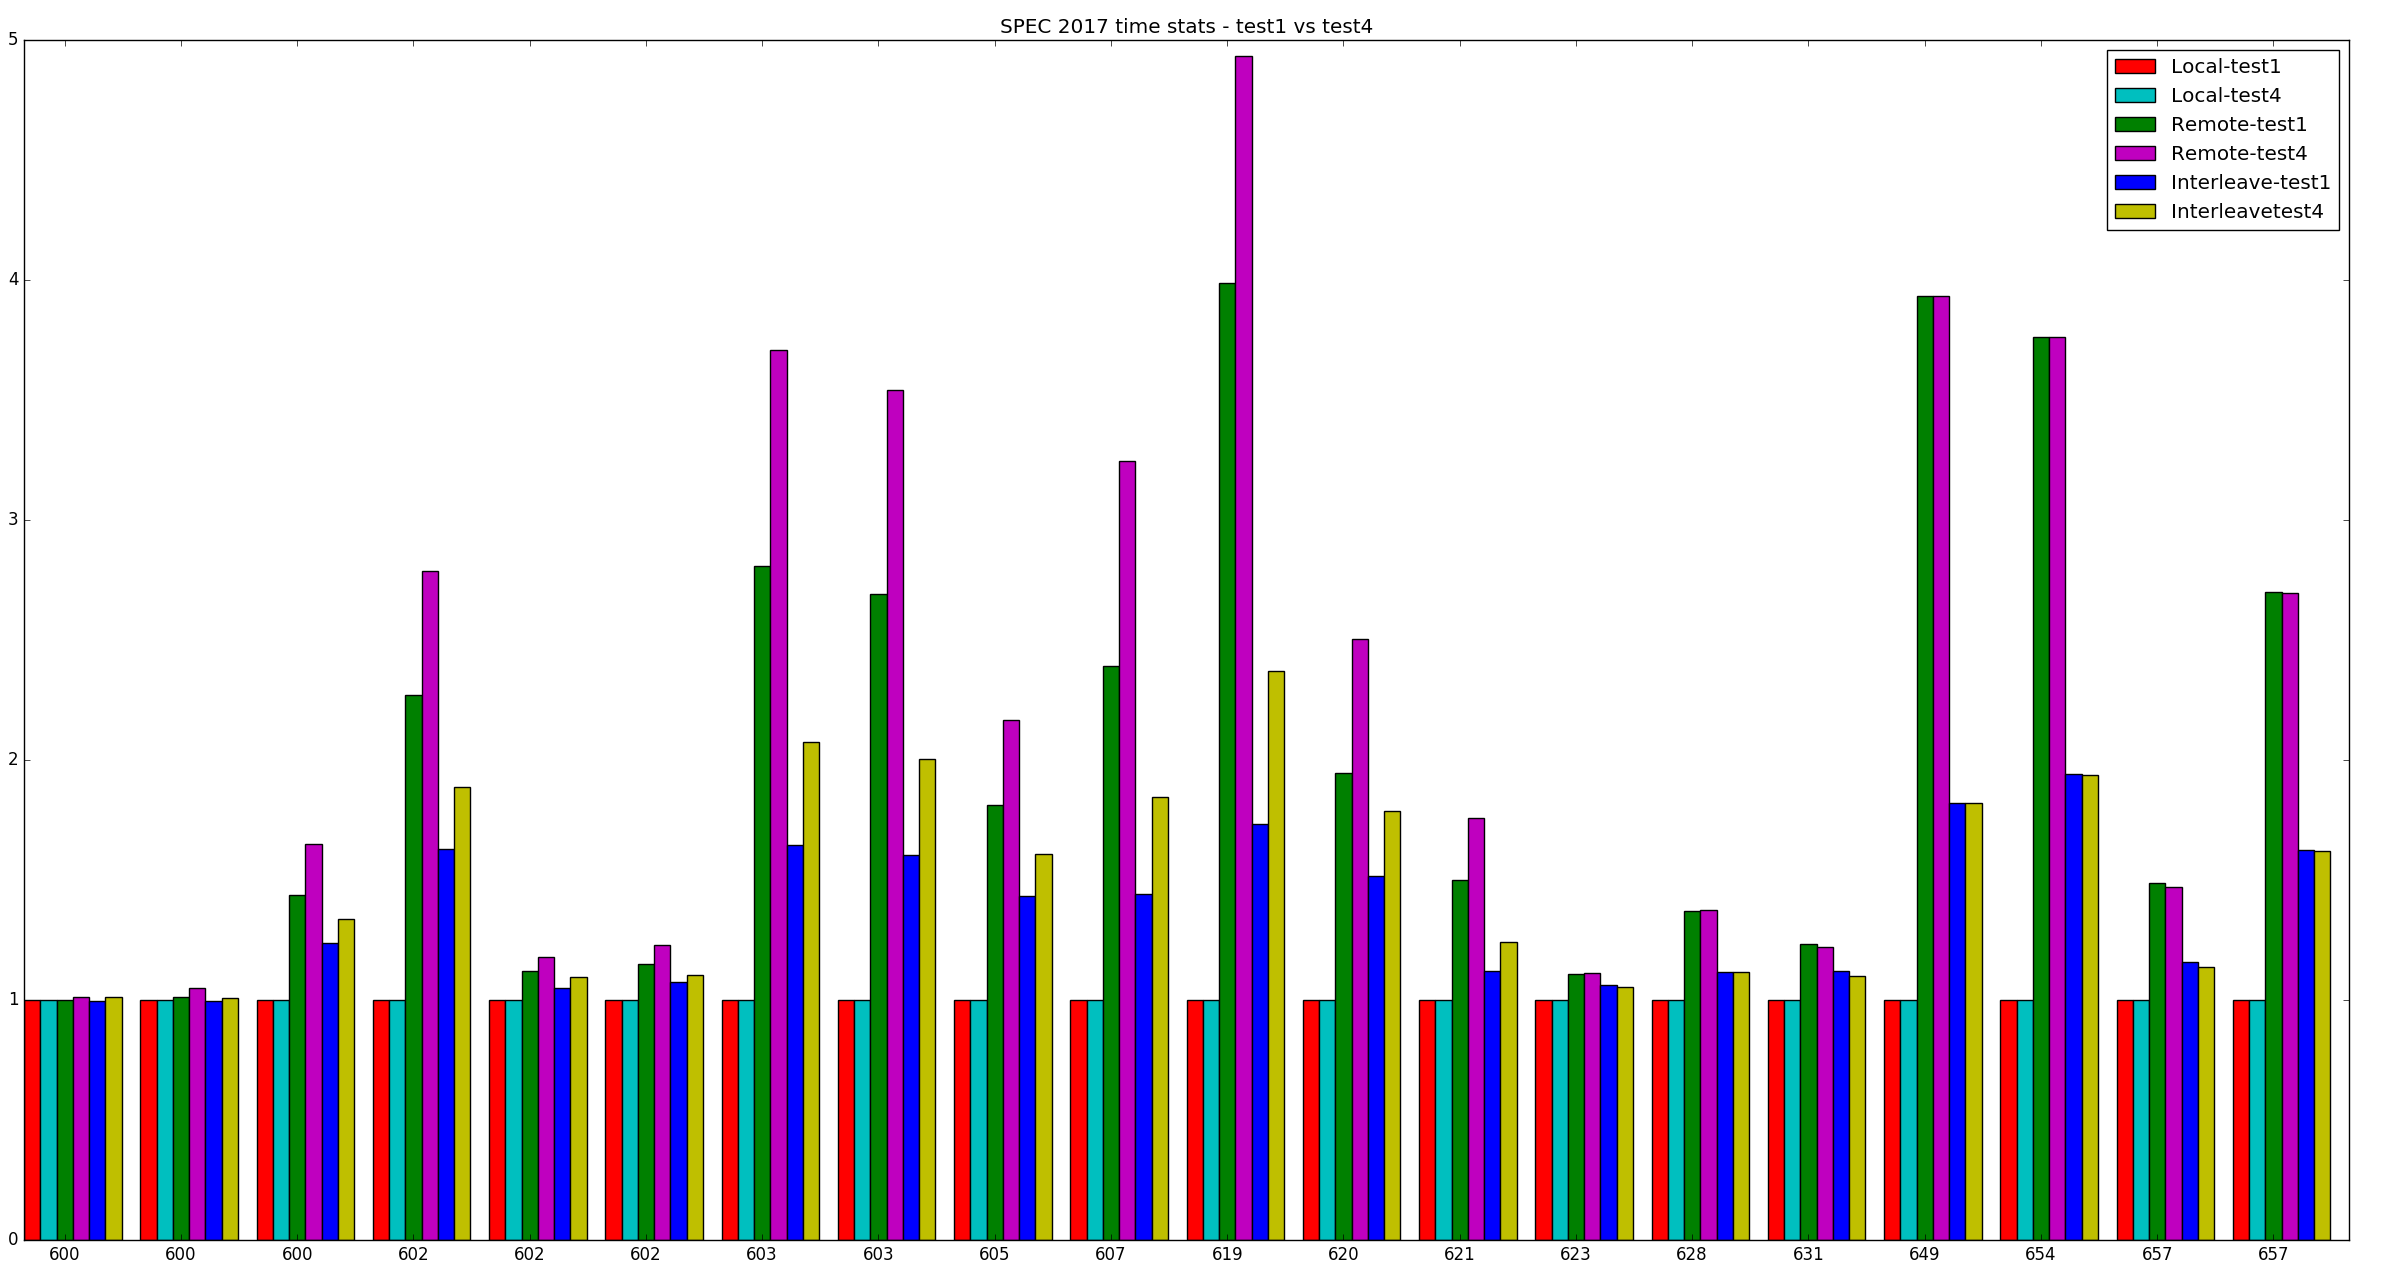 SPEC 2017 time stats - test1 vs test4
5
4
3
2
1
0
Local-test1
Local-test4
Remote-test1
Remote-test4
Interleave-test1
Interleavetest4
600 600 600 602 602 602 603 603 605 607 619 620 621 623 628 631 649 654 657 657